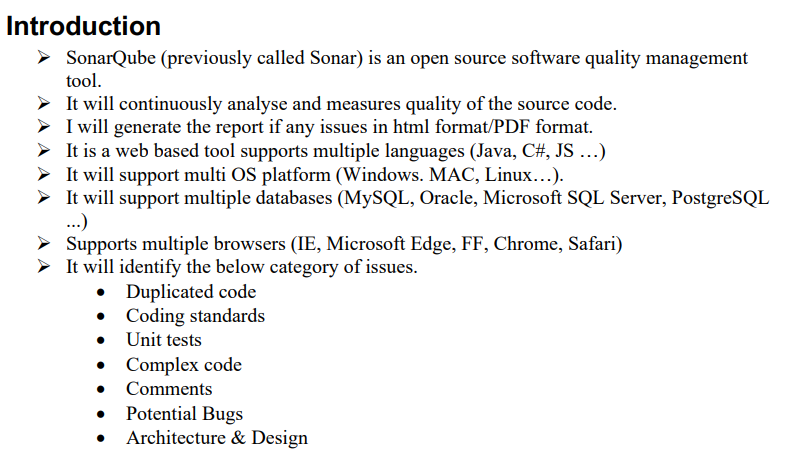 Introduction
➢ SonarQube (previously called Sonar) is an open source software quality management
tool.
➢ It will continuously analyse and measures quality of the source code.
➢ I will generate the report if any issues in html format/PDF format.
➢ It is a web based tool supports multiple languages (Java, C#, JS …)
➢ It will support multi OS platform (Windows. MAC, Linux…).
➢ It will support multiple databases (MySQL, Oracle, Microsoft SQL Server, PostgreSQL
...)
➢ Supports multiple browsers (IE, Microsoft Edge, FF, Chrome, Safari)
➢ It will identify the below category of issues.
• Duplicated code
• Coding standards
• Unit tests
• Complex code
• Comments
• Potential Bugs
• Architecture & Design